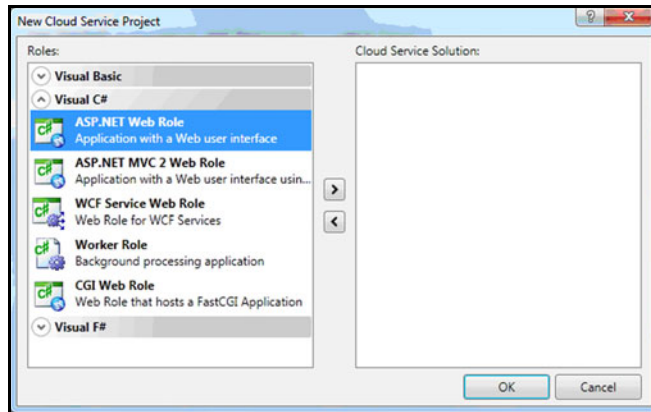 New Cloud Service Project
Roles:
Cloud Service Solution:
Visual Basic
Visual C#
ASP.NET Web Role
Application with a Web user interface
ASP.NET MVC 2 Web Role
Application with a Web user interface usin...
WCF Service Web Role
Web Role for WCF Services
Worker Role
Background processing application
CGI Web Role
Web Role that hosts a FastCGI Application
Visual F#
OK
Cancel